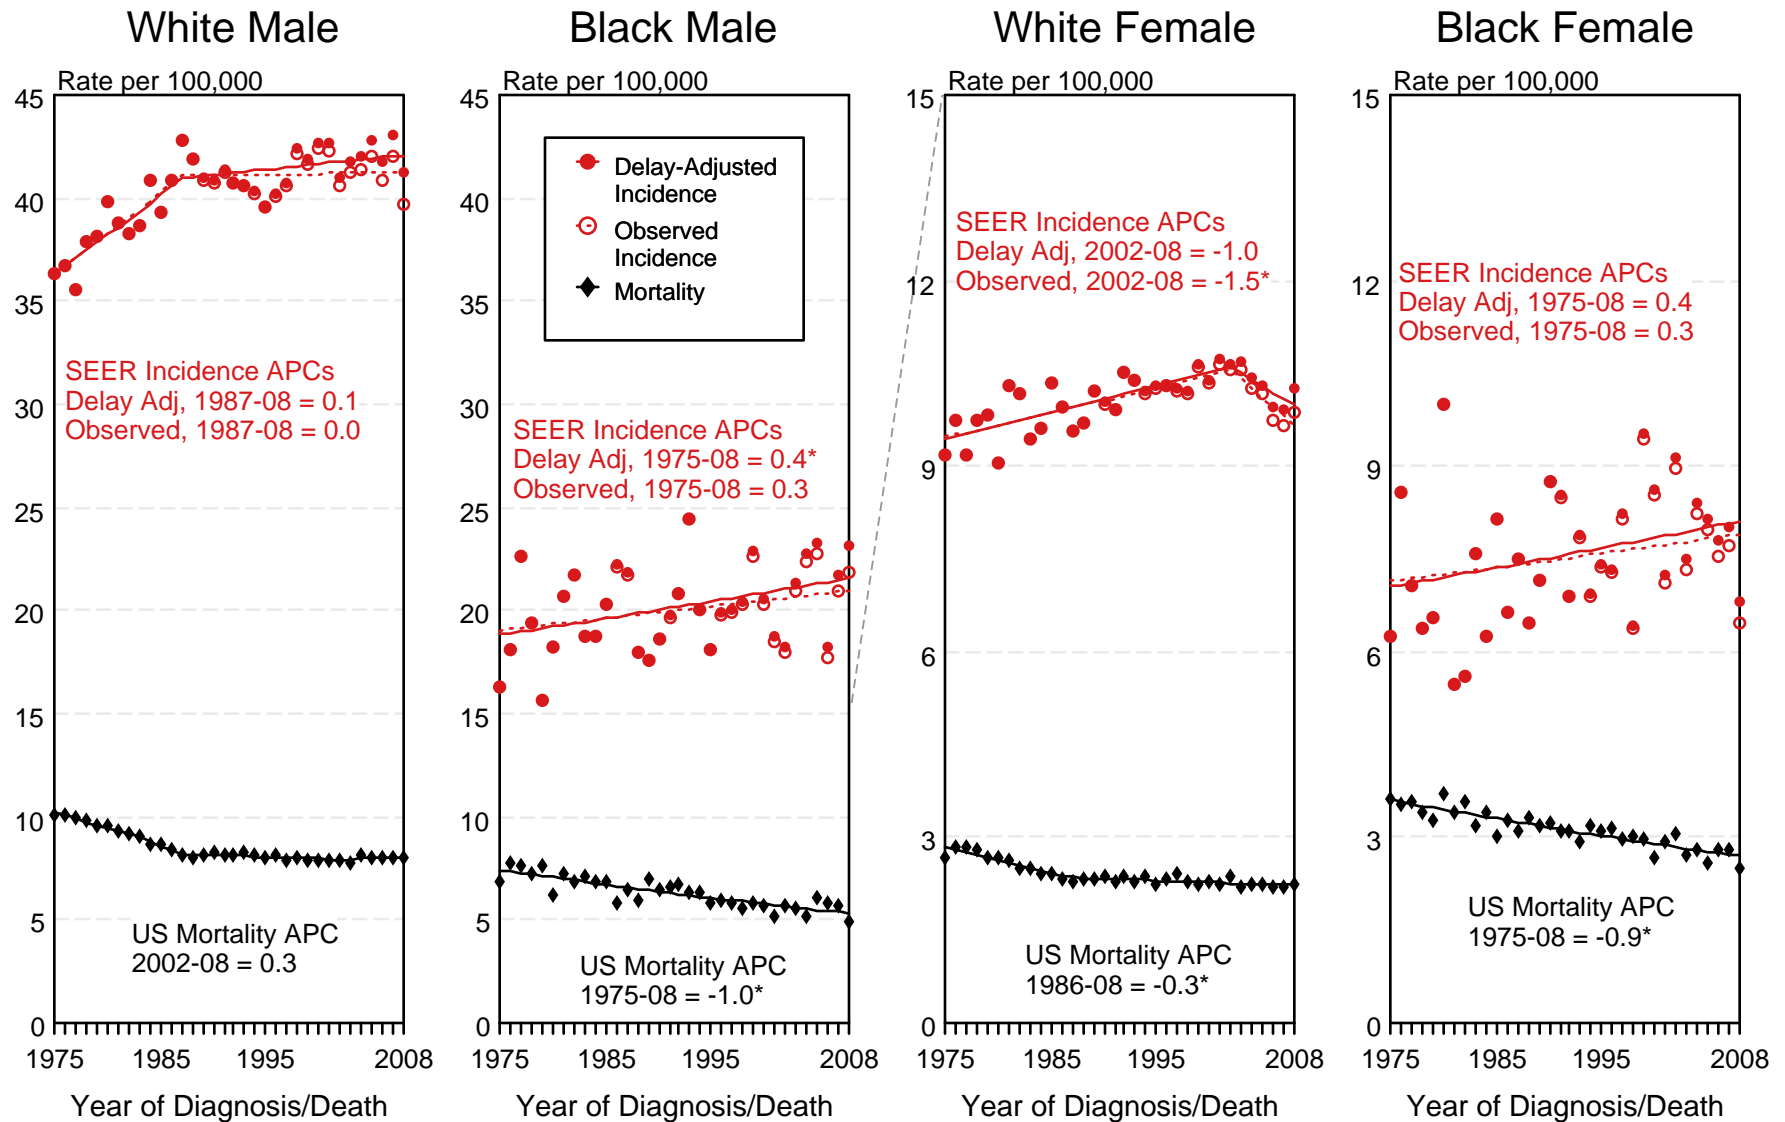 White Male
Black Male
White Female
Black Female
Rate per 100,000
45
40
35
30
25
20
15
10
5
0
SEER Incidence APCs
Delay Adj, 1987-08 = 0.1
Observed, 1987-08 = 0.0
US Mortality APC
2002-08 = 0.3
1975
1985
1995
2008
Year of Diagnosis/Death
Rate per 100,000
45
40
35
30
25
20
15
10
5
0
Delay-Adjusted
Incidence
Observed
Incidence
Mortality
SEER Incidence APCs
Delay Adj, 1975-08 = 0.4*
Observed, 1975-08 = 0.3
US Mortality APC
1975-08 = -1.0*
1975
1985
1995
2008
Year of Diagnosis/Death
Rate per 100,000
15
12
9
6
3
0
SEER Incidence APCs
Delay Adj, 2002-08 = -1.0
Observed, 2002-08 = -1.5*
US Mortality APC
1986-08 = -0.3*
1975
1985
1995
2008
Year of Diagnosis/Death
Rate per 100,000
15
12
9
6
3
0
SEER Incidence APCs
Delay Adj, 1975-08 = 0.4
Observed, 1975-08 = 0.3
US Mortality APC
1975-08 = -0.9*
1975
1985
1995
2008
Year of Diagnosis/Death